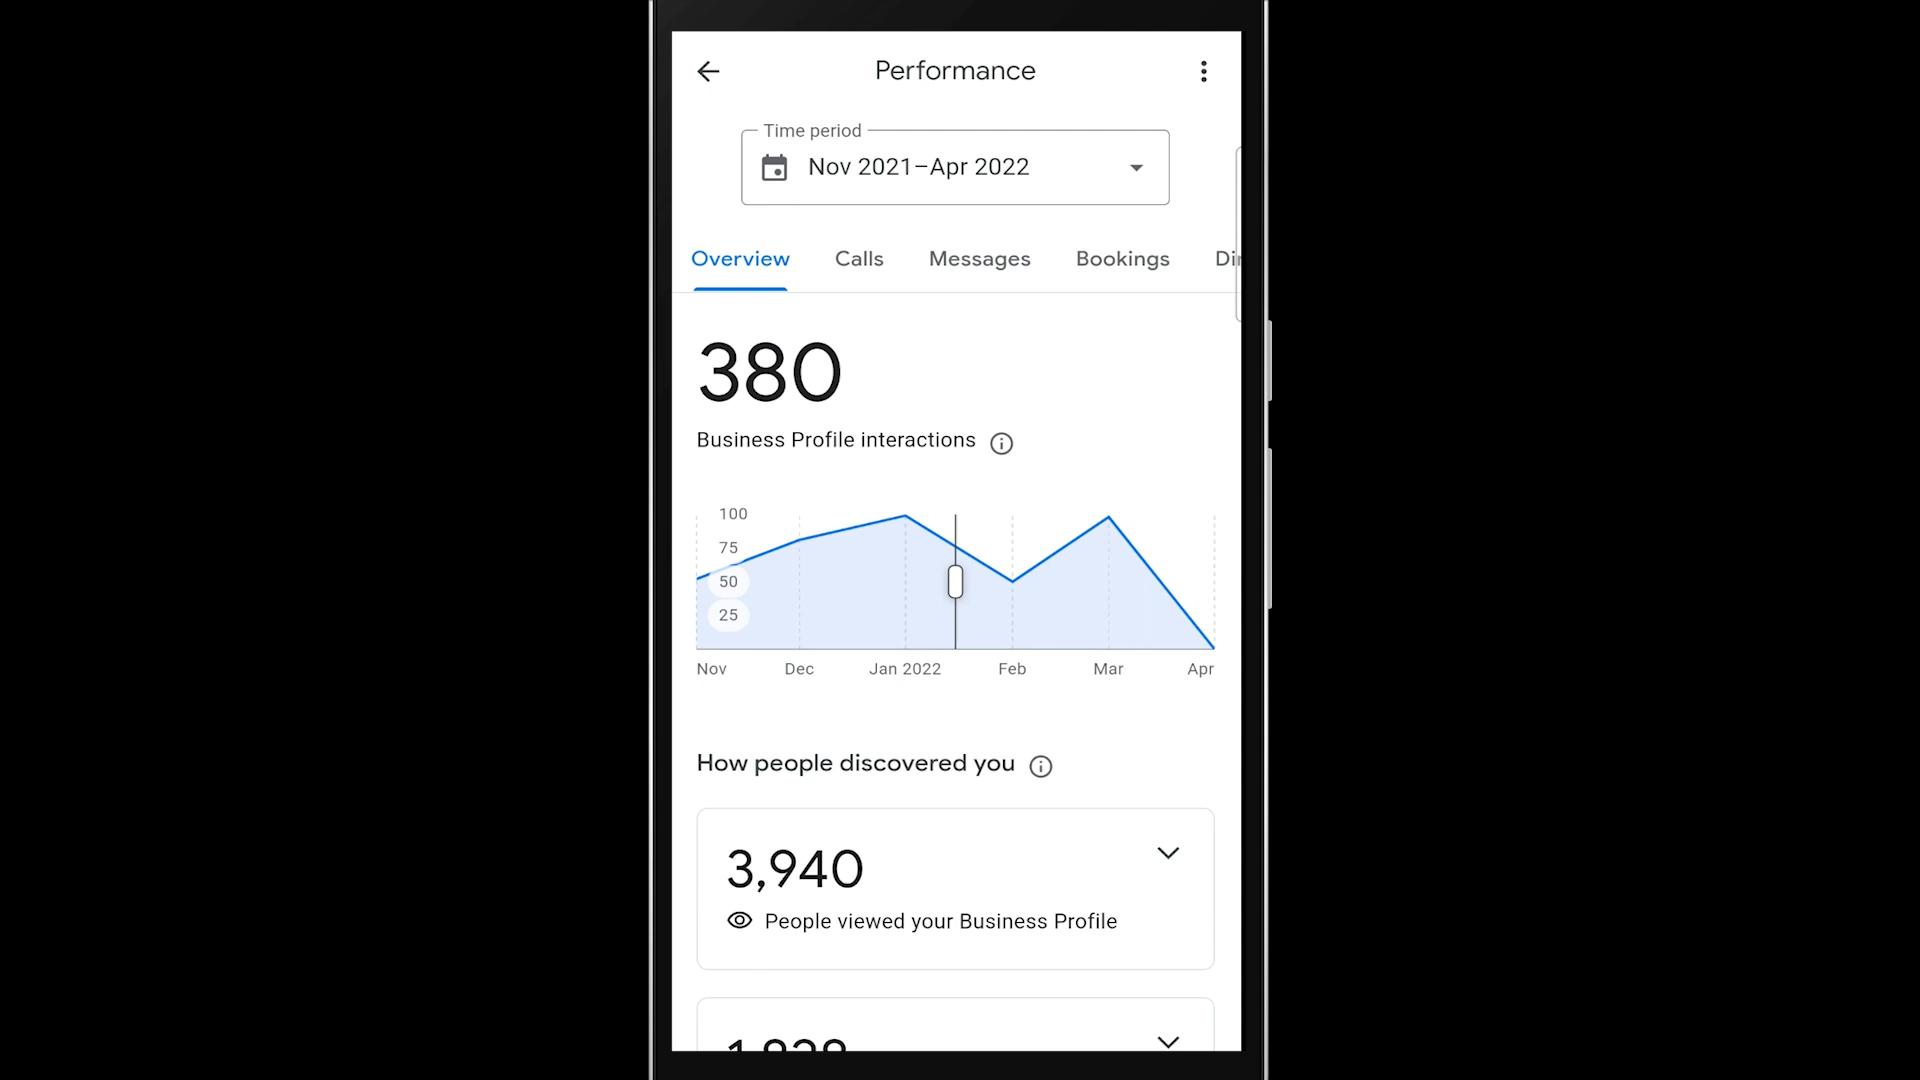 Performance
Time period
Nov 2021–Apr 2022
Overview Calls Messages Bookings
380
Business Profile interactions
100
75
50
25
Nov Dec Jan 2022 Feb Mar Apr
How people discovered you
3,940
People viewed your Business Profile